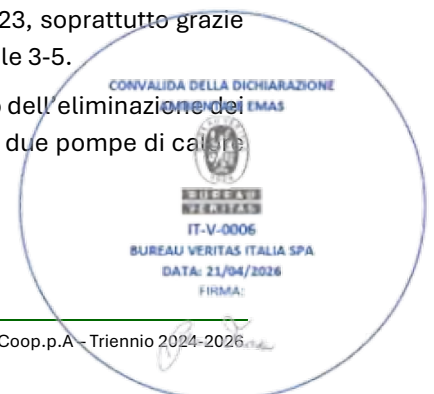 23, soprattutto grazie
le 3-5.
CONVALIDA DELLA DICHIARAZIONE
AMBIENTALE EMAS
dell'eliminazione dei
due pompe di calore
BUREAU
VERITAS
IT-V-0006
BUREAU VERITAS ITALIA SPA
DATA: 21/04/2026
FIRMA:
Coop.p.A – Triennio 2024-2026